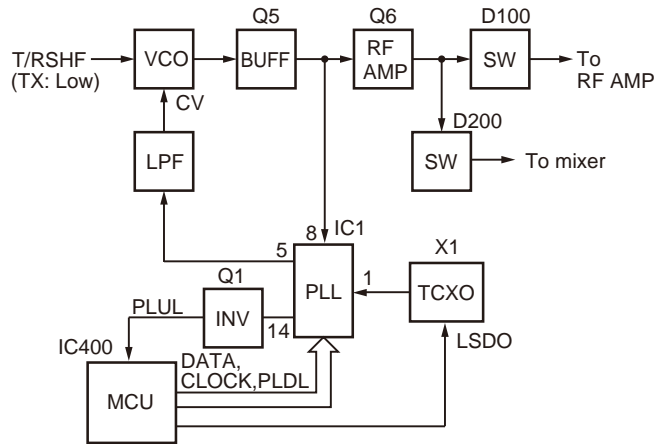 Q5
Q6
D100
T/RSHF
(TX: Low)
VCO
BUFF
RF
AMP
SW
To
RF AMP
CV
D200
LPF
SW
To mixer
8
IC1
5
X1
Q1
PLL
1
TCXO
PLUL
INV
14
LSDO
IC400
DATA,
CLOCK,PLDL
MCU